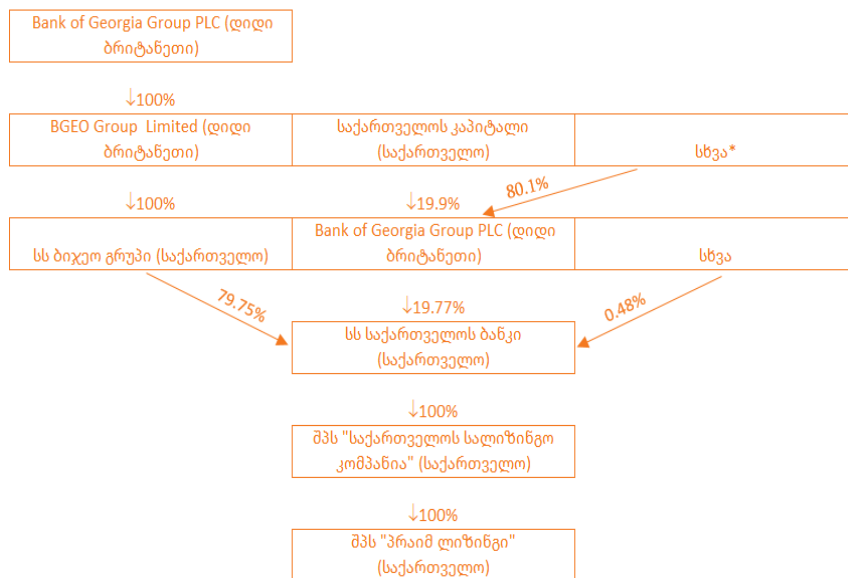 Bank of Georgia Group PLC (დიდი
ბრიტანეთი)
↓100%
BGEO Group Limited (დიდი
ბრიტანეთი)
საქართველოს კაპიტალი
(საქართველო)
სხვა*
↓100%
↓19.9%
80.1%
სს ბიჯეო გრუპი (საქართველო)
Bank of Georgia Group PLC (დიდი
ბრიტანეთი)
სხვა
79.75%
↓19.77%
0.48%
სს საქართველოს ბანკი
(საქართველო)
↓100%
შპს "საქართველოს სალიზინგო
კომპანია" (საქართველო)
↓100%
შპს "პრაიმ ლიზინგი"
(საქართველო)